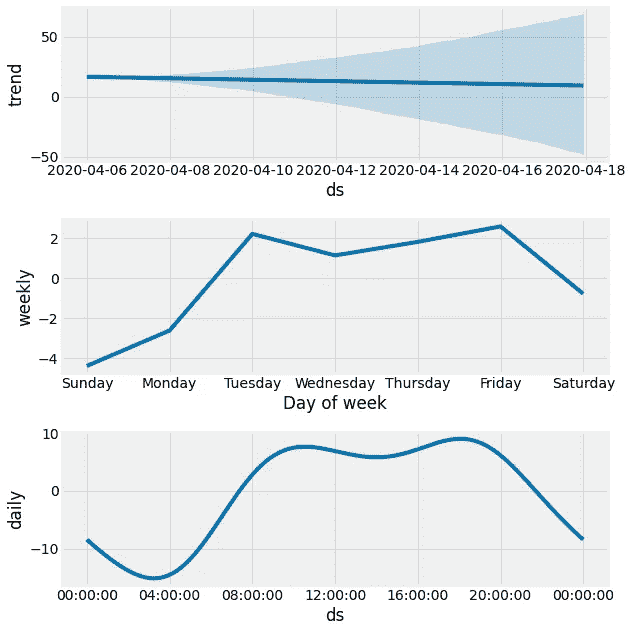 50
trend
0
−50
2020-04-06 2020-04-08 2020-04-10 2020-04-12 2020-04-14 2020-04-16 2020-04-18
ds
2
0
weekly
−2
−4
Sunday Monday Tuesday Wednesday Thursday Friday Saturday
Day of week
10
0
daily
−10
00:00:00 04:00:00 08:00:00 12:00:00 16:00:00 20:00:00 00:00:00
ds